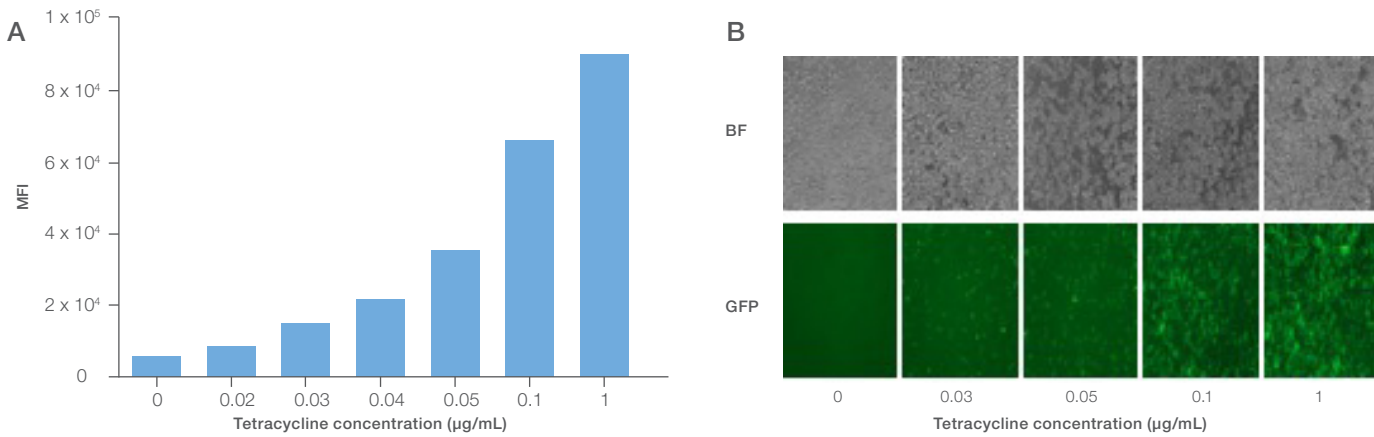 A
1 x 10⁵
8 x 10⁴
6 x 10⁴
4 x 10⁴
2 x 10⁴
0
MFI
0 0.02 0.03 0.04 0.05 0.1 1
Tetracycline concentration (µg/mL)
B
BF
GFP
0 0.03 0.05 0.1 1
Tetracycline concentration (µg/mL)